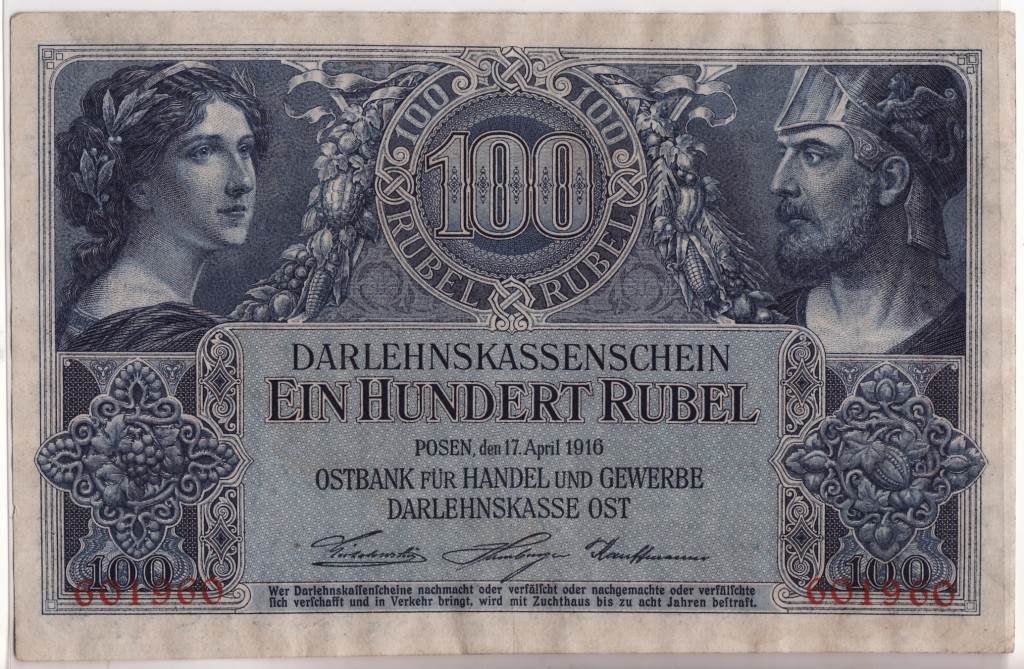 100 100
100
RUBEL RUBEL
DARLEHNSKASSENSCHEIN
EIN HUNDERT RUBEL
POSEN, den 17. April 1916
OSTBANK FÜR HANDEL UND GEWERBE
DARLEHNSKASSE OST
100 100
601960 601960
Wer Darlehnskaſſenſcheine nachmacht oder verfälſcht oder nachgemachte oder verfälſchte
ſich verſchafft und in Verkehr bringt, wird mit Zuchthaus bis zu acht Jahren beſtraft.